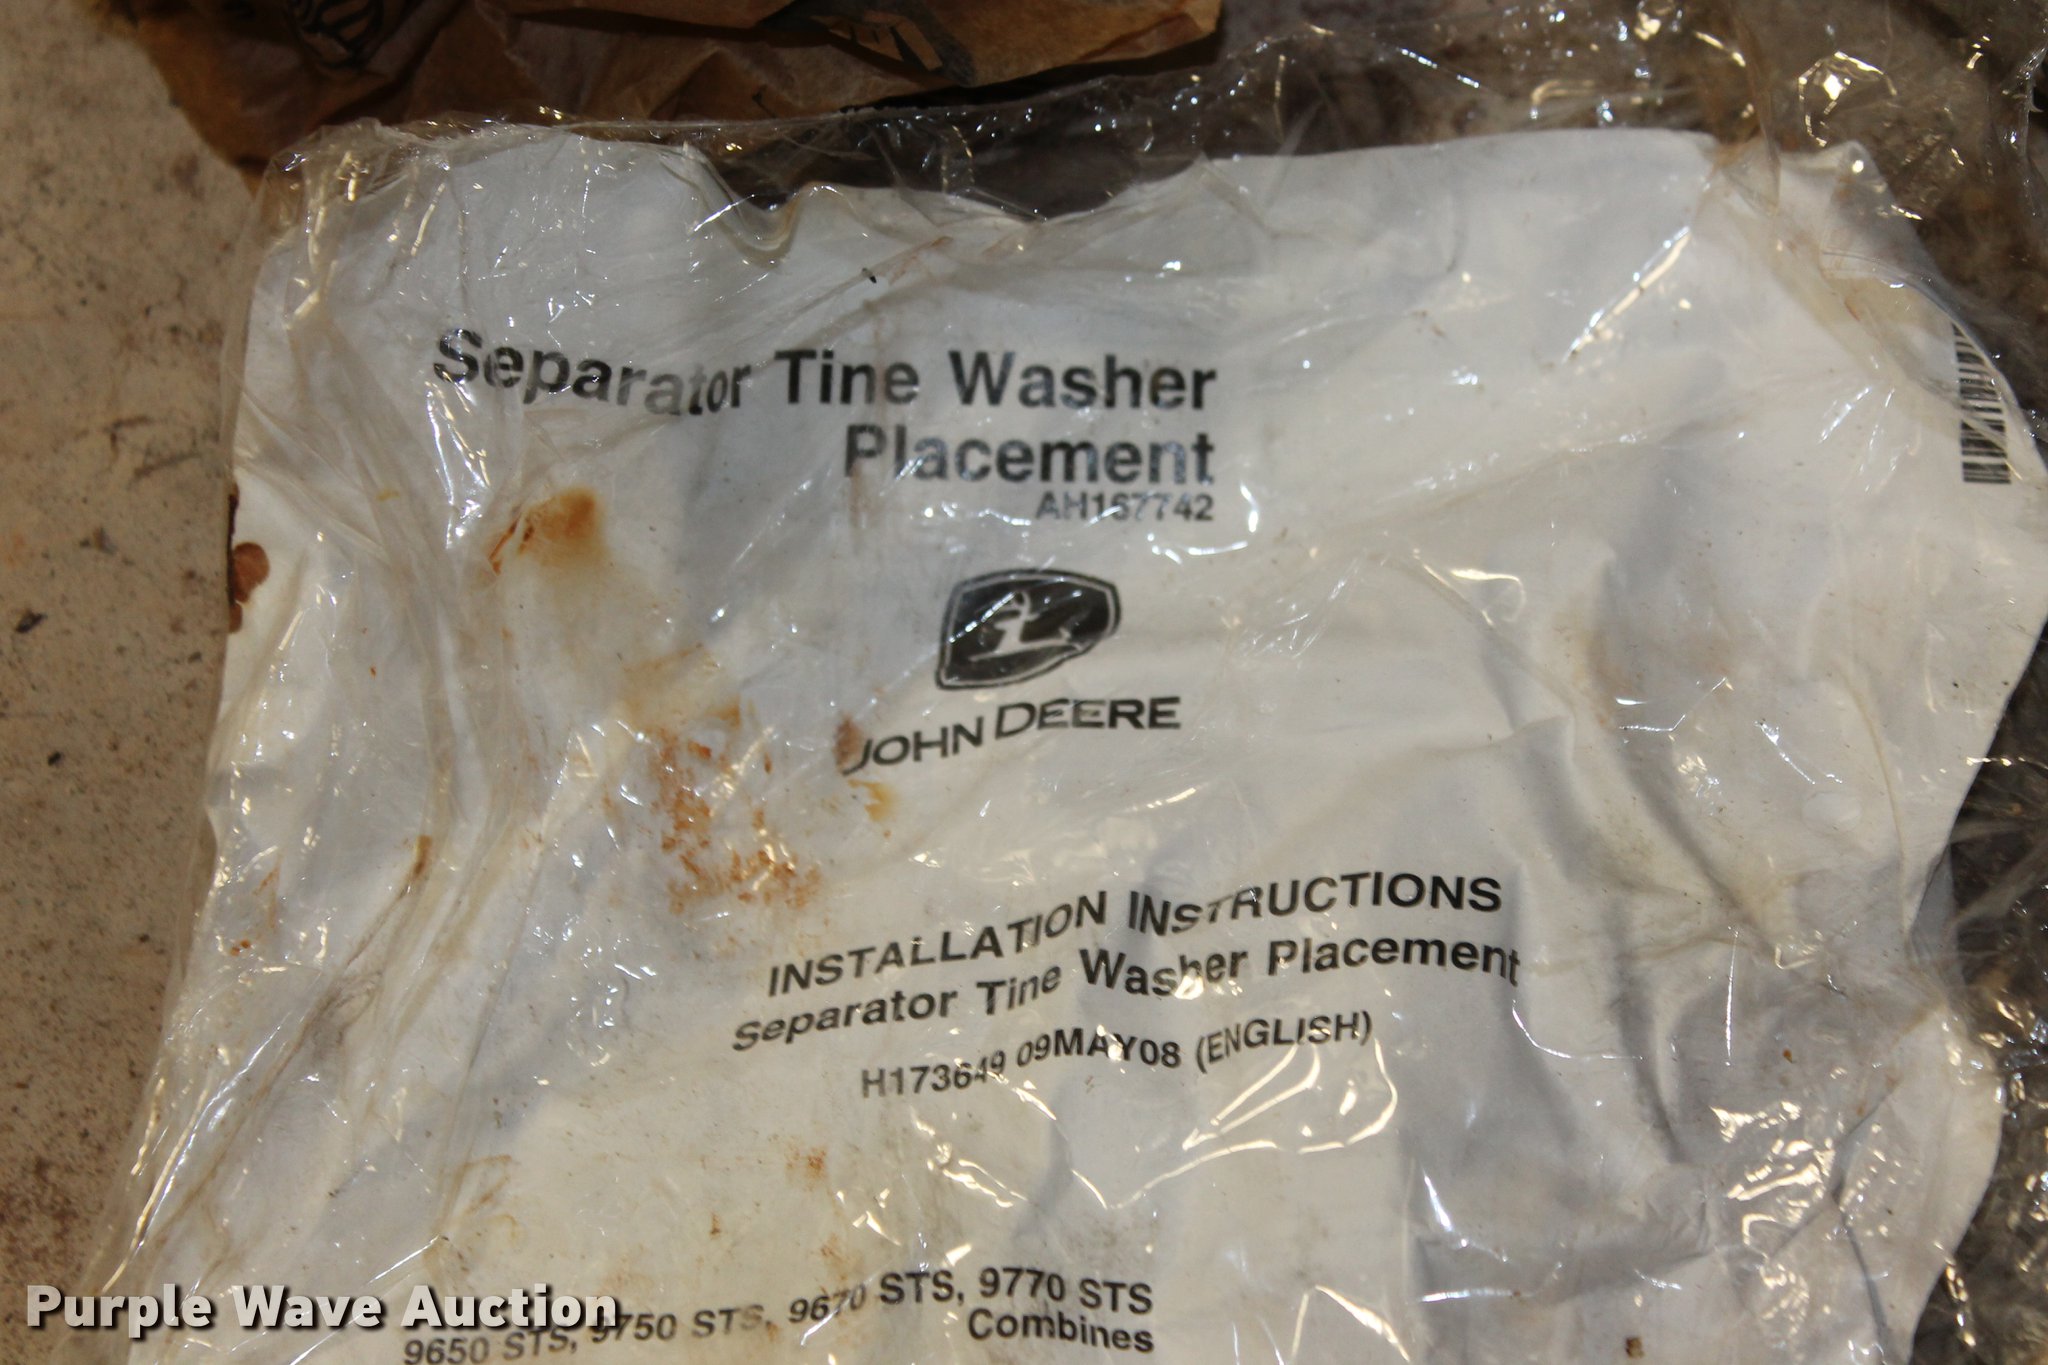 Separator Tine Washer
Placement
AH167742
JOHN DEERE
INSTALLATION INSTRUCTIONS
Separator Tine Washer Placement
H173649 09MAY08 (ENGLISH)
9650 STS, 9750 STS, 9670 STS, 9770 STS
Combines
Purple Wave Auction